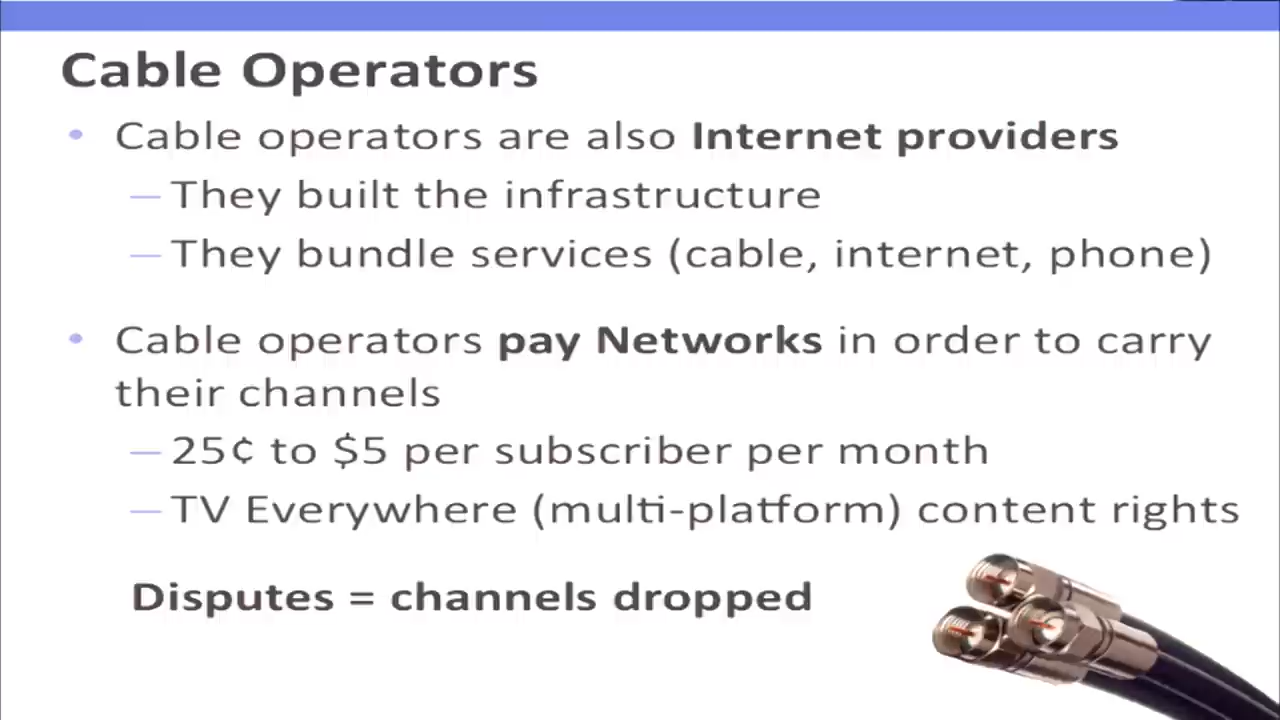 Cable Operators
• Cable operators are also Internet providers
— They built the infrastructure
— They bundle services (cable, internet, phone)
• Cable operators pay Networks in order to carry
their channels
— 25¢ to $5 per subscriber per month
— TV Everywhere (multi-platform) content rights
Disputes = channels dropped